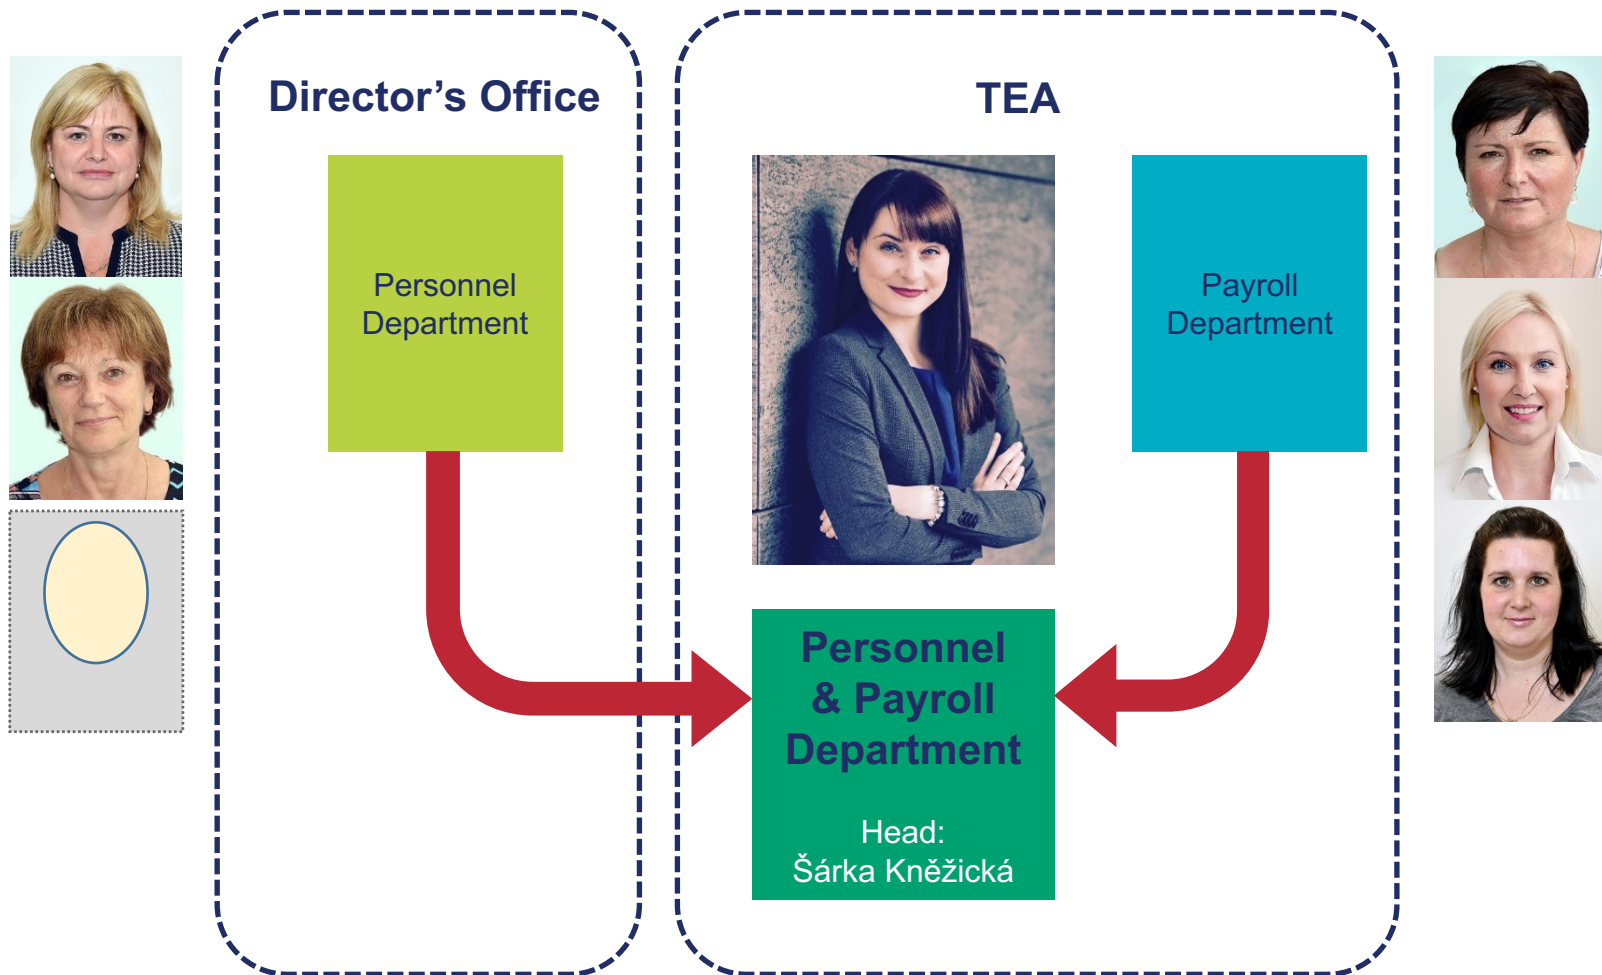 Director’s Office
TEA
Personnel
Department
Payroll
Department
Personnel
& Payroll
Department
Head:
Šárka Kněžická